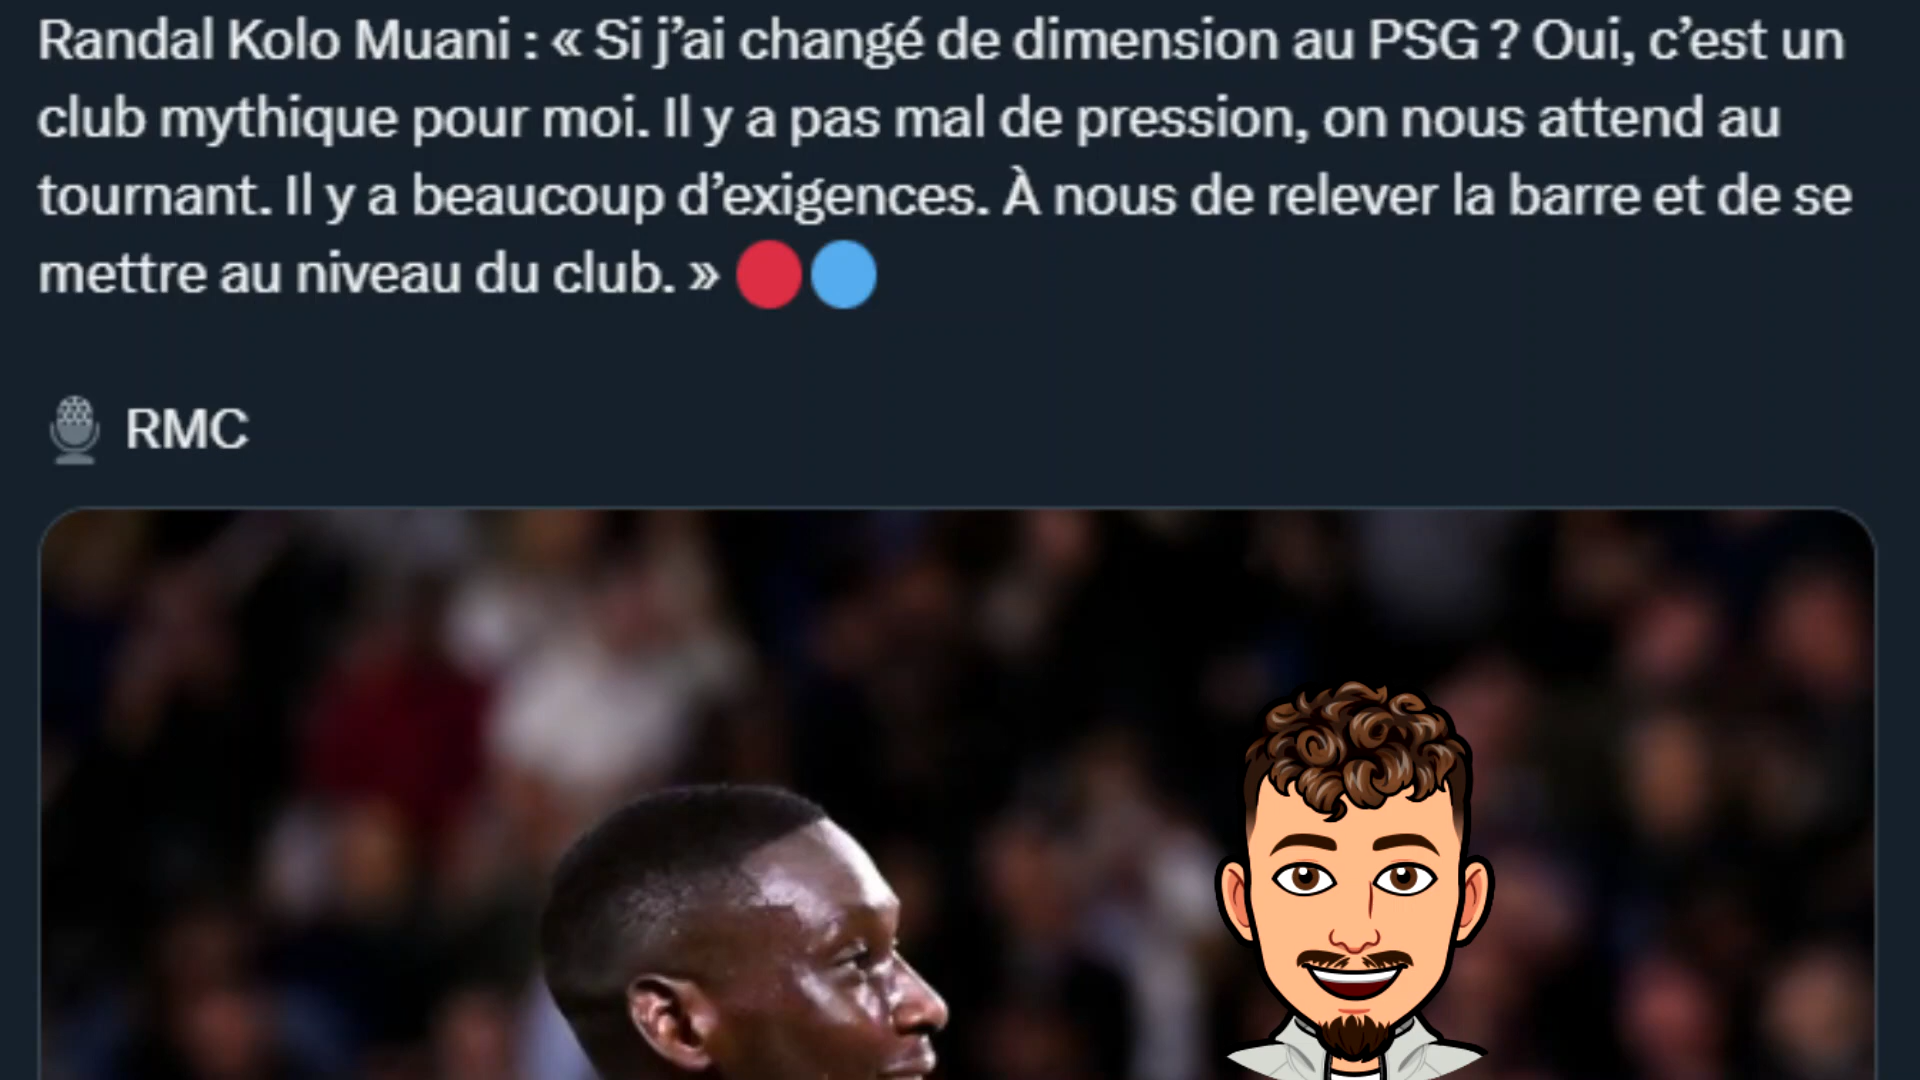 Randal Kolo Muani : « Si j’ai changé de dimension au PSG ? Oui, c’est un
club mythique pour moi. Il y a pas mal de pression, on nous attend au
tournant. Il y a beaucoup d’exigences. À nous de relever la barre et de se
mettre au niveau du club. » 🔴🔵
🎙️ RMC